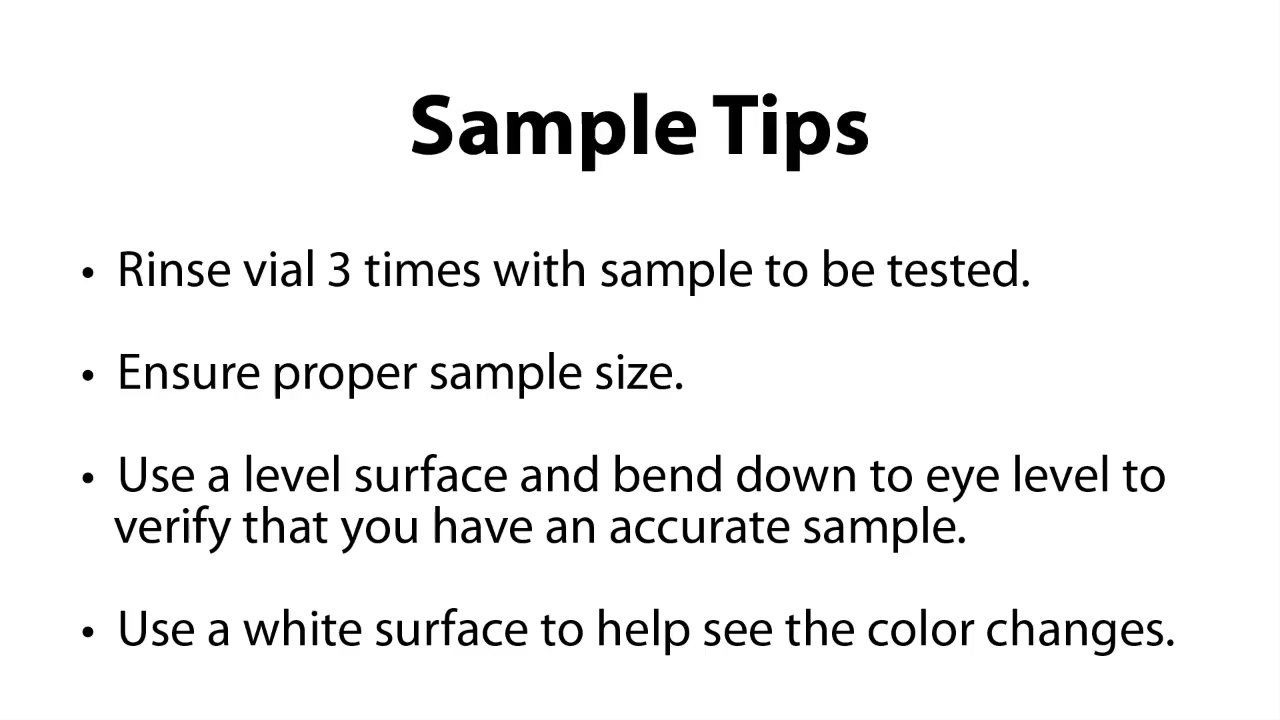 Sample Tips
• Rinse vial 3 times with sample to be tested.
• Ensure proper sample size.
• Use a level surface and bend down to eye level to
verify that you have an accurate sample.
• Use a white surface to help see the color changes.